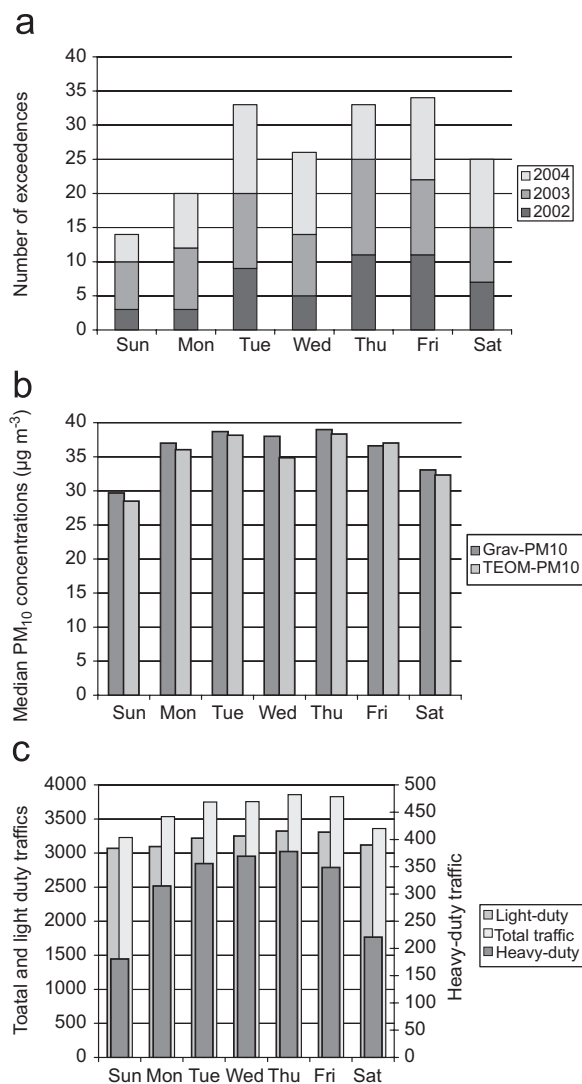 a
Number of exceedences
40
35
30
25
20
15
10
5
0
Sun Mon Tue Wed Thu Fri Sat
2004
2003
2002
b
Median PM10 concentrations (µg m-3)
40
35
30
25
20
15
10
5
0
Sun Mon Tue Wed Thu Fri Sat
Grav-PM10
TEOM-PM10
c
Toatal and light duty traffics
4000
3500
3000
2500
2000
1500
1000
500
0
500
450
400
350
300
250
200
150
100
50
0
Heavy-duty traffic
Sun Mon Tue Wed Thu Fri Sat
Light-duty
Total traffic
Heavy-duty